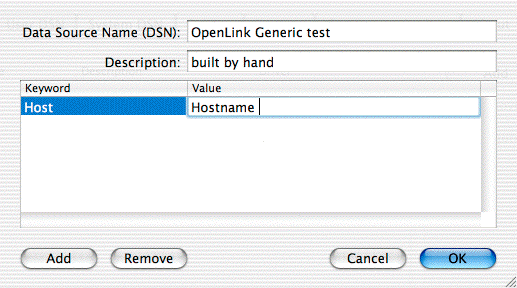 Data Source Name (DSN): OpenLink Generic test
Description: built by hand
Keyword Value
Host Hostname
Add Remove Cancel OK